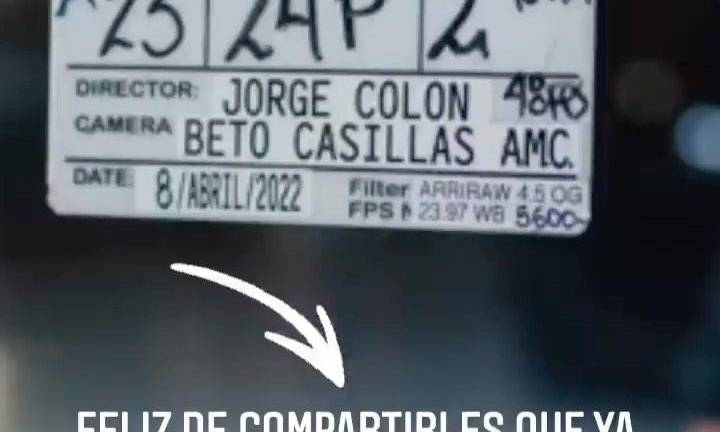 23 24P 2
DIRECTOR: JORGE COLON
CAMERA BETO CASILLAS AMC.
DATE: 8/ABRIL/2022 Filter ARRIRAW 4.5 OG
FPS 23.97 WB 5600
FELIZ DE COMPARTIRLES QUE YA